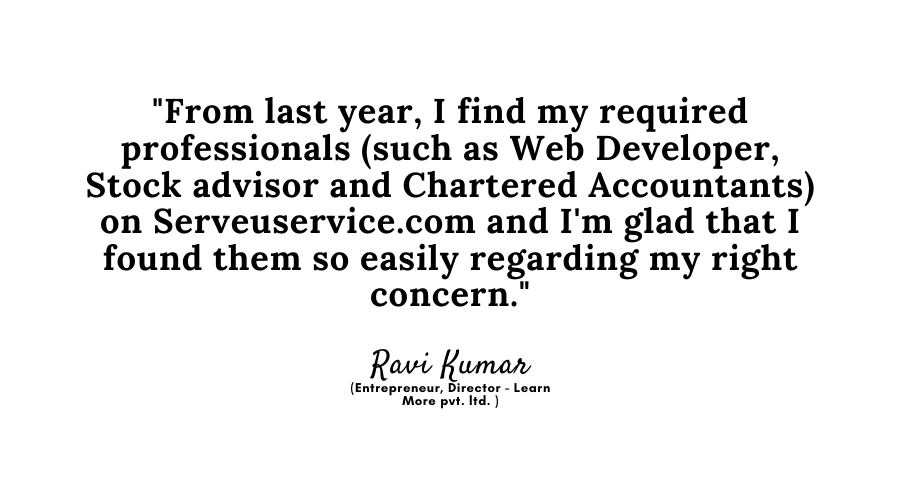 "From last year, I find my required
professionals (such as Web Developer,
Stock advisor and Chartered Accountants)
on Serveuservice.com and I'm glad that I
found them so easily regarding my right
concern."
Ravi Kumar
(Entrepreneur, Director - Learn
More pvt. ltd. )